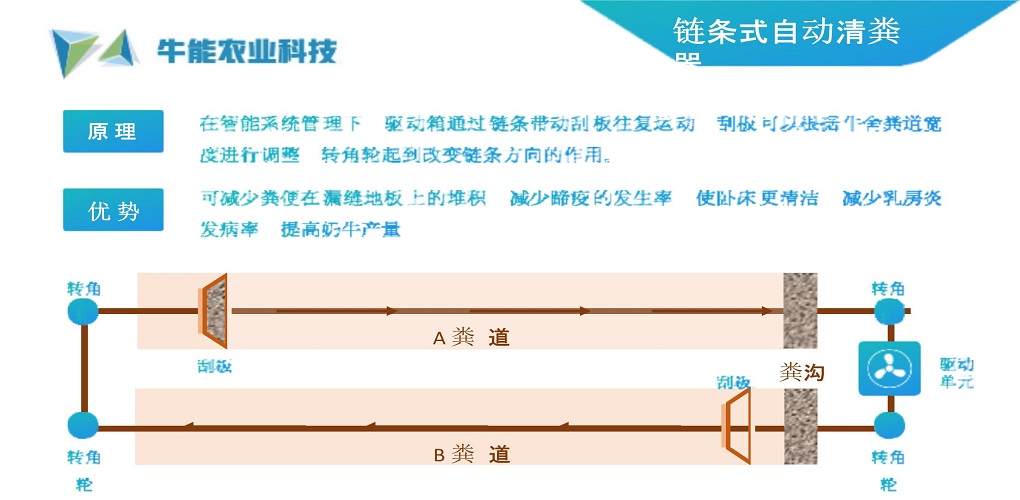 链条式自动清粪
器
牛能农业科技
原理
在智能系统管理下 驱动箱通过链条带动刮板往复运动 刮板可以根据牛舍粪道宽
度进行调整 转角轮起到改变链条方向的作用。
优势
可减少粪便在漏缝地板上的堆积 减少蹄疫的发生率 使卧床更清洁 减少乳房炎
发病率 提高奶牛产量
转角
转角
A 粪 道
刮板
粪沟
驱动
单元
刮板
B 粪 道
转角
轮
转角
轮